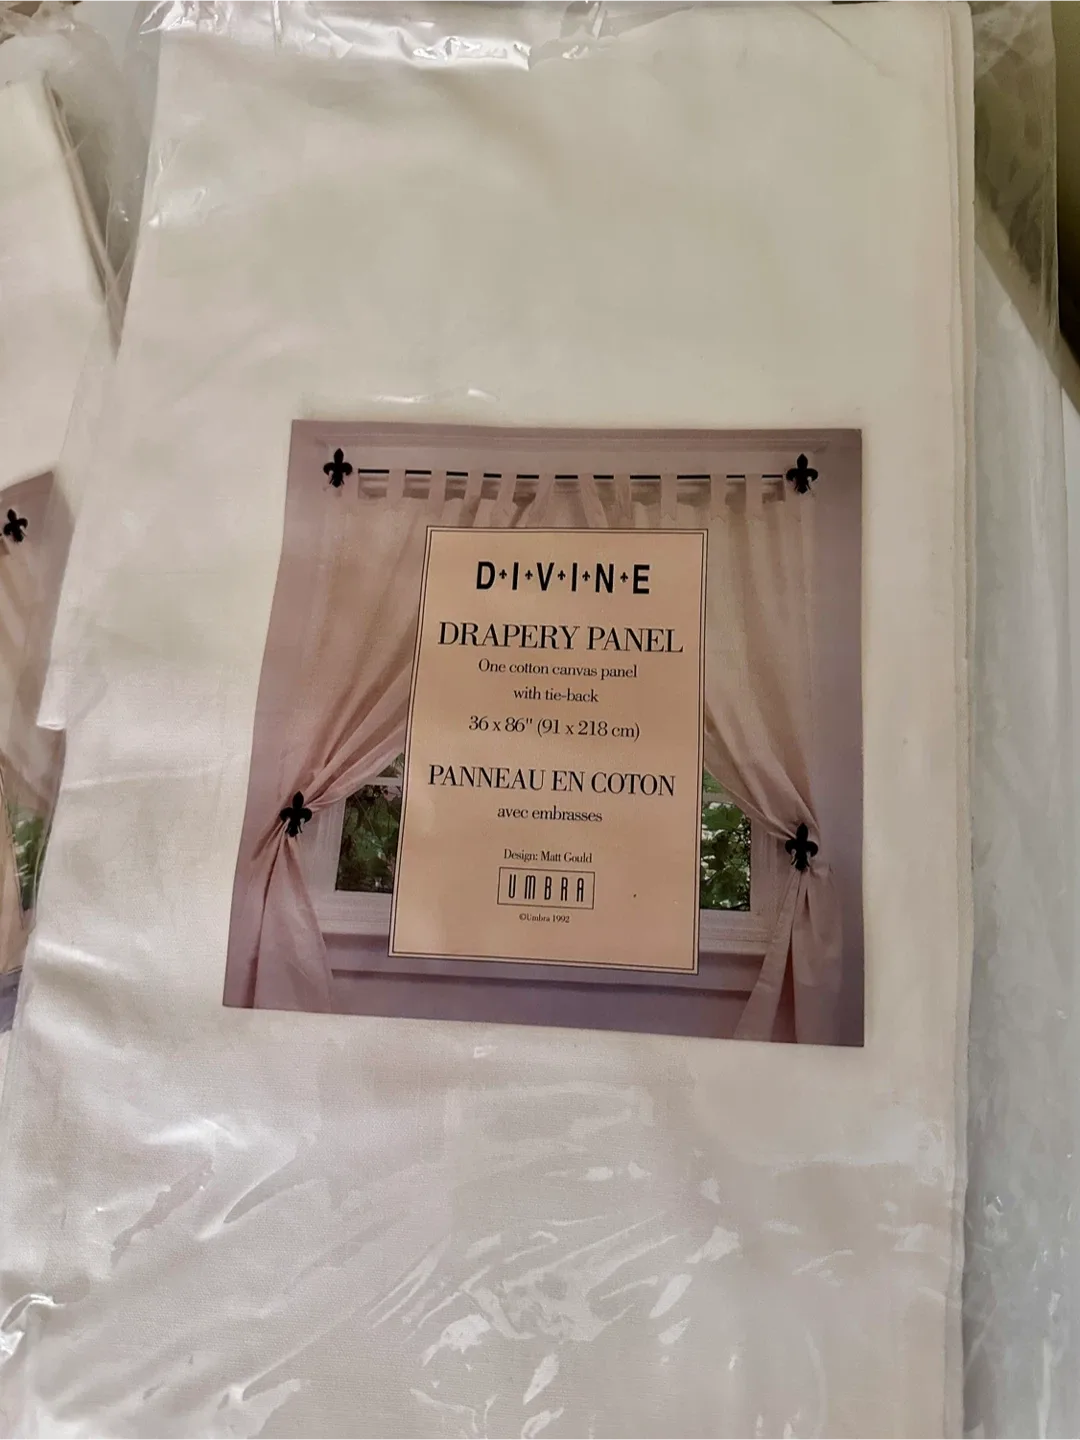 D+I+V+I+N+E
DRAPERY PANEL
One cotton canvas panel
with tie-back
36 x 86" (91 x 218 cm)
PANNEAU EN COTON
avec embrasses
Design: Matt Gould
UMBRA
©Umbra 1992